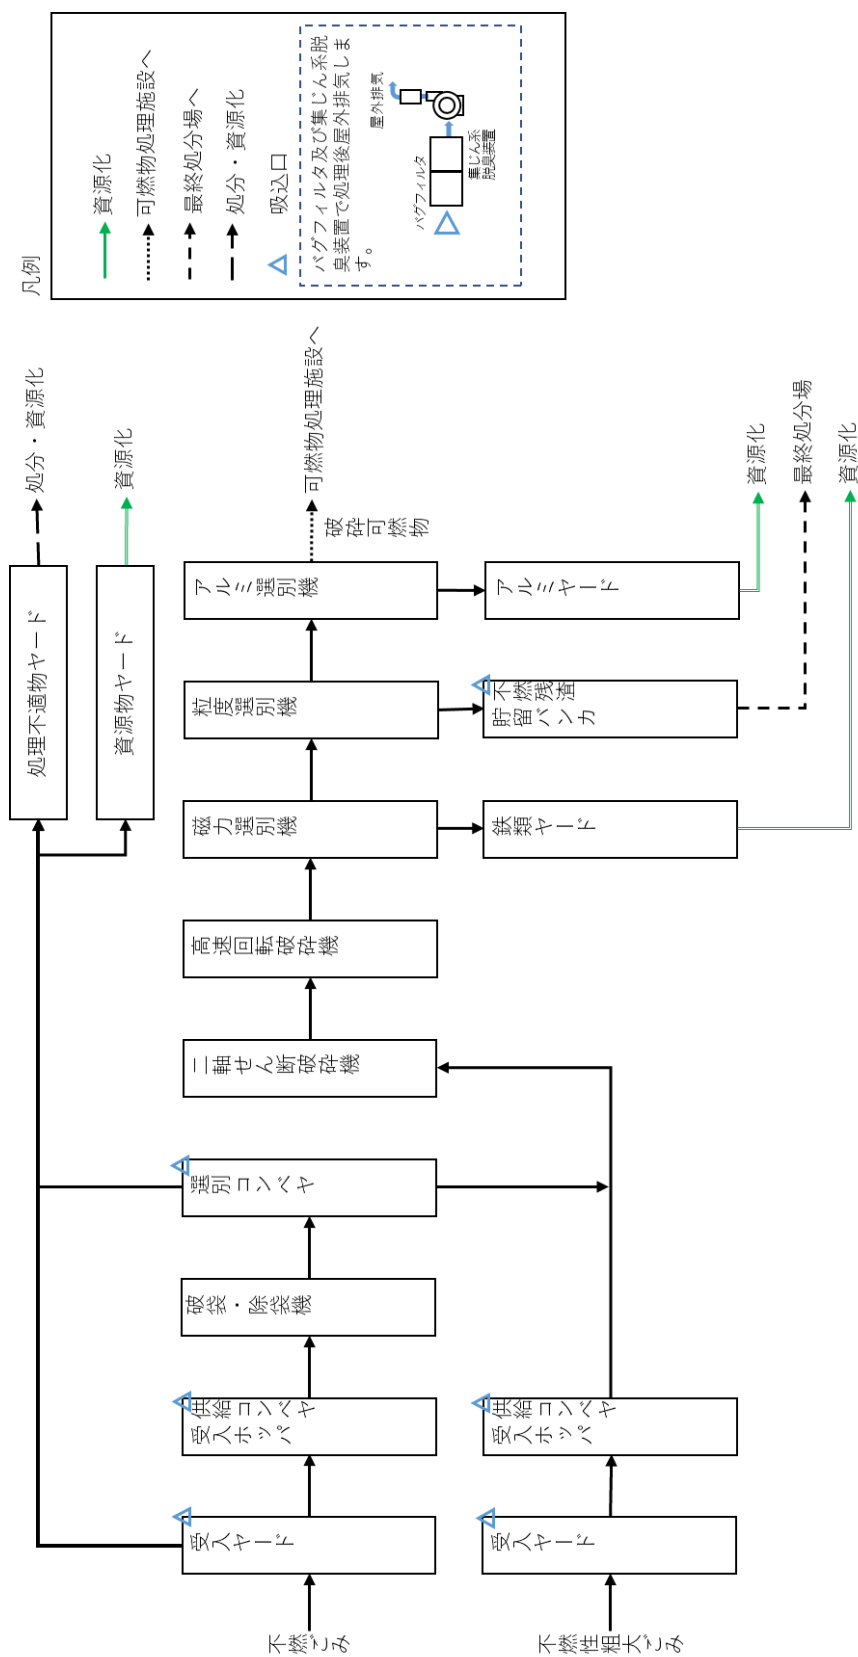 凡例
資源化
可燃物処理施設へ
最終処分場へ
処分・資源化
吸込口
バグフィルタ及び集じん系脱
臭装置で処理後屋外排気しま
す。
屋外排気
バグフィルタ
集じん系
脱臭装置
不燃ごみ
受入ヤード
供給コンベヤ
受入ホッパ
破袋・除袋機
選別コンベヤ
二軸せん断破砕機
高速回転破砕機
磁力選別機
粒度選別機
アルミ選別機
破砕可燃物
可燃物処理施設へ
処理不適物ヤード
処分・資源化
資源物ヤード
資源化
不燃性粗大ごみ
受入ヤード
供給コンベヤ
受入ホッパ
鉄類ヤード
資源化
不燃残渣
貯留バンカ
最終処分場
アルミヤード
資源化